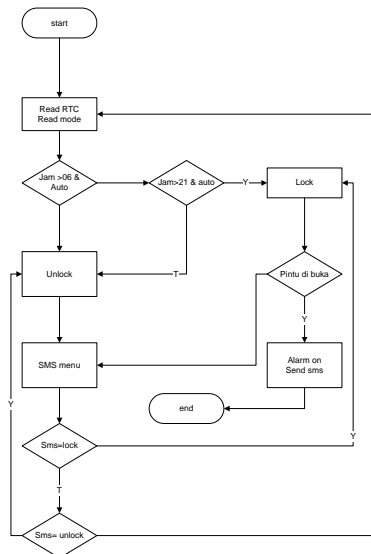 start
Read RTC
Read mode
Jam >06 &
Auto
Jam>21 & auto
Y
Lock
Unlock
T
Pintu di buka
Y
SMS menu
Alarm on
Send sms
end
Y
Sms=lock
Y
T
Sms= unlock